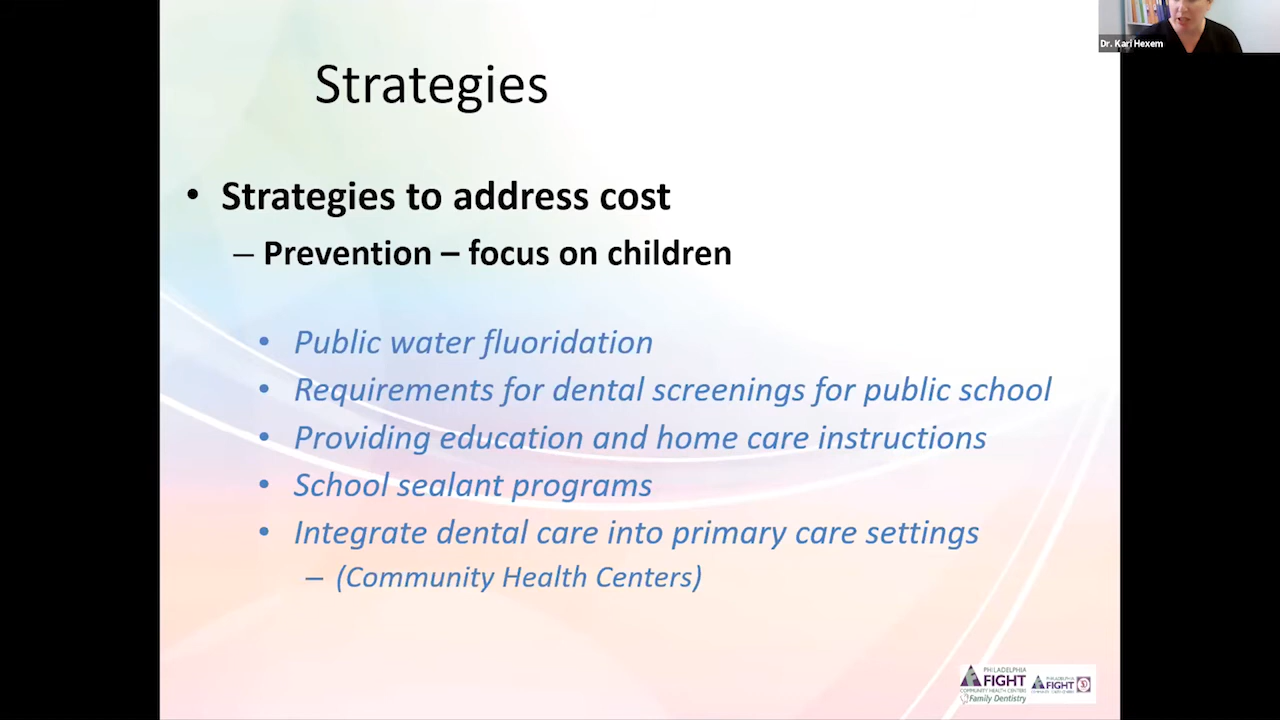 Dr. Kari Hexem
Strategies
• Strategies to address cost
– Prevention – focus on children
• Public water fluoridation
• Requirements for dental screenings for public school
• Providing education and home care instructions
• School sealant programs
• Integrate dental care into primary care settings
– (Community Health Centers)
PHILADELPHIA
FIGHT
COMMUNITY HEALTH CENTERS
Family Dentistry
PHILADELPHIA
FIGHT